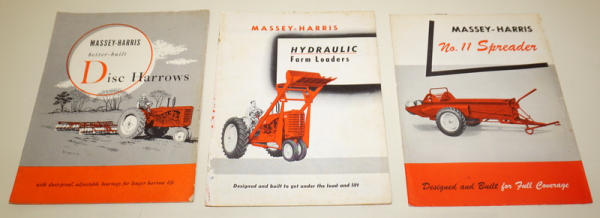 MASSEY-HARRIS
better-built
Disc Harrows
with dust-proof, adjustable bearings for longer harrow life
MASSEY-HARRIS
HYDRAULIC
Farm Loaders
Designed and built to get under the load and lift
MASSEY-HARRIS
No. 11 Spreader
Designed and Built for Full Coverage